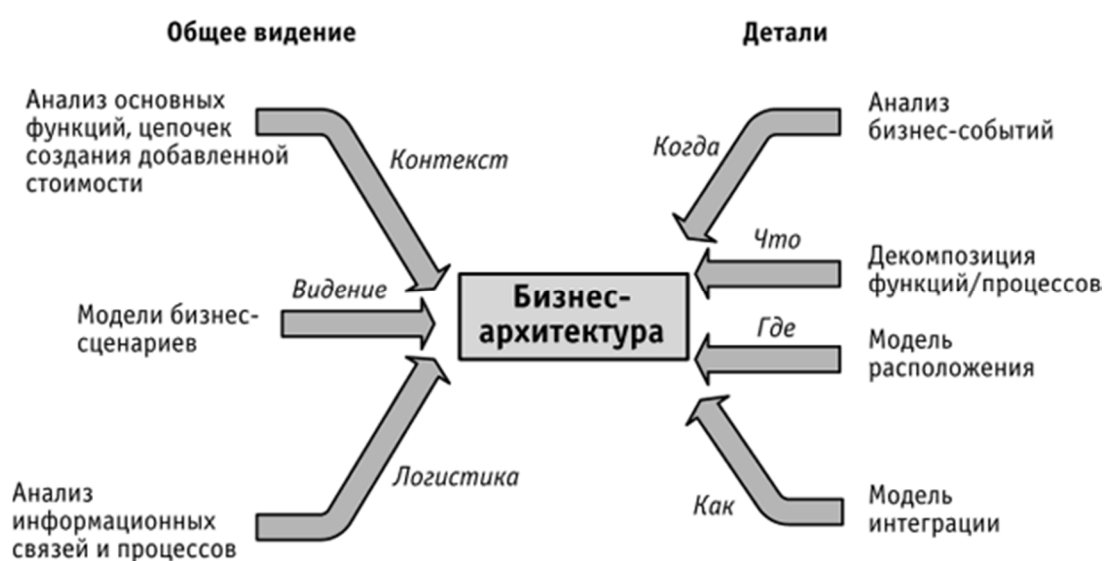 Общее видение
Детали
Анализ основных
функций, цепочек
создания добавленной
стоимости
Контекст
Модели бизнес-
сценариев
Видение
Анализ
информационных
связей и процессов
Логистика
Бизнес-
архитектура
Когда
Анализ
бизнес-событий
Что
Декомпозиция
функций/процессов
Где
Модель
расположения
Как
Модель
интеграции